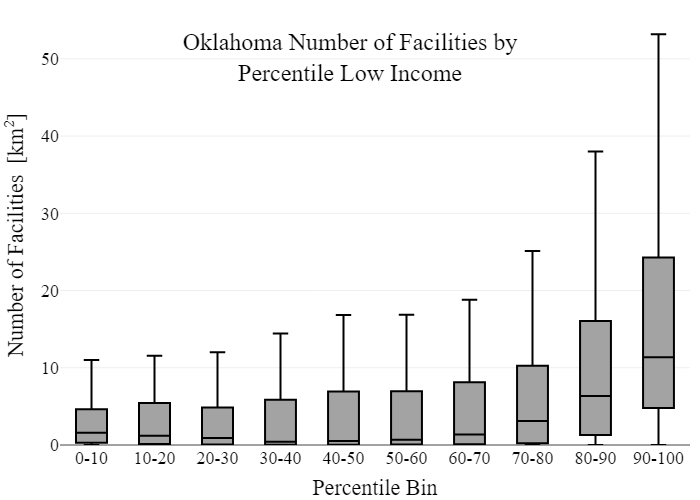 Oklahoma Number of Facilities by
Percentile Low Income
Number of Facilities [km²]
50
40
30
20
10
0
0-10 10-20 20-30 30-40 40-50 50-60 60-70 70-80 80-90 90-100
Percentile Bin